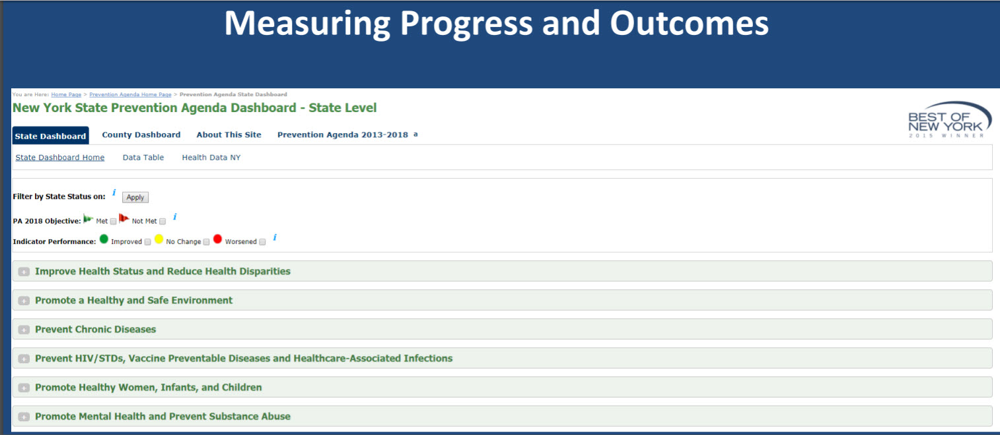 Measuring Progress and Outcomes
You are Here: Home Page > Prevention Agenda Home Page > Prevention Agenda State Dashboard
New York State Prevention Agenda Dashboard - State Level
BEST OF
NEW YORK
2015 WINNER
State Dashboard County Dashboard About This Site Prevention Agenda 2013-2018 a
State Dashboard Home Data Table Health Data NY
Filter by State Status on: i Apply
PA 2018 Objective: Met Not Met i
Indicator Performance: Improved No Change Worsened i
+ Improve Health Status and Reduce Health Disparities
+ Promote a Healthy and Safe Environment
+ Prevent Chronic Diseases
+ Prevent HIV/STDs, Vaccine Preventable Diseases and Healthcare-Associated Infections
+ Promote Healthy Women, Infants, and Children
+ Promote Mental Health and Prevent Substance Abuse